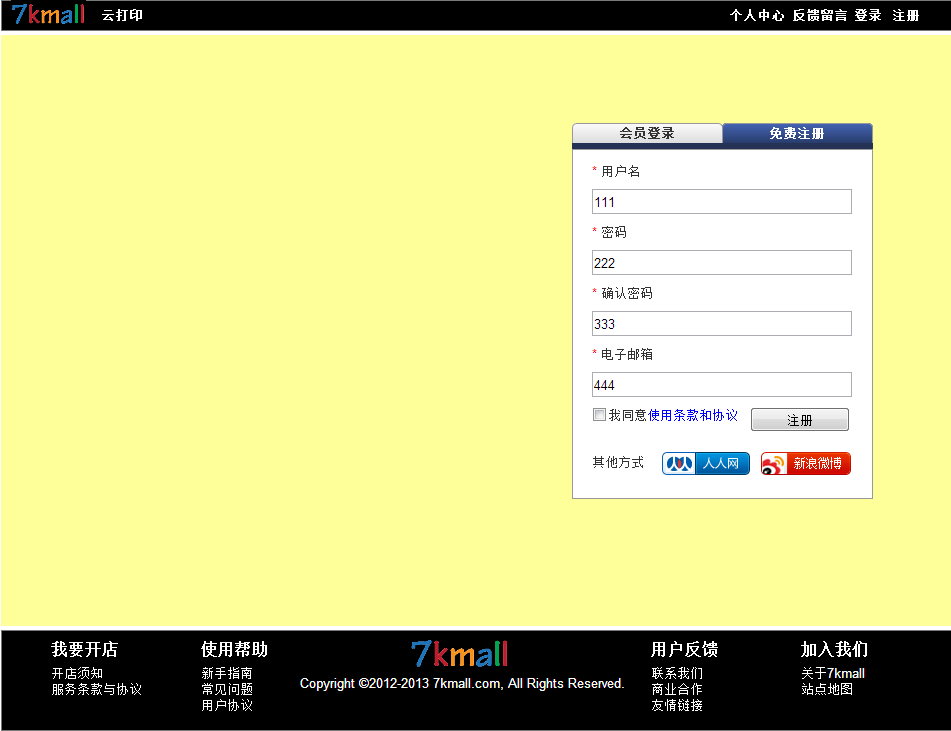 7kmall 云打印 个人中心 反馈留言 登录 注册
会员登录 免费注册
* 用户名
111
* 密码
222
* 确认密码
333
* 电子邮箱
444
我同意使用条款和协议 注册
其他方式 人人网 新浪微博
我要开店
开店须知
服务条款与协议
使用帮助
新手指南
常见问题
用户协议
7kmall
Copyright ©2012-2013 7kmall.com, All Rights Reserved.
用户反馈
联系我们
商业合作
友情链接
加入我们
关于7kmall
站点地图